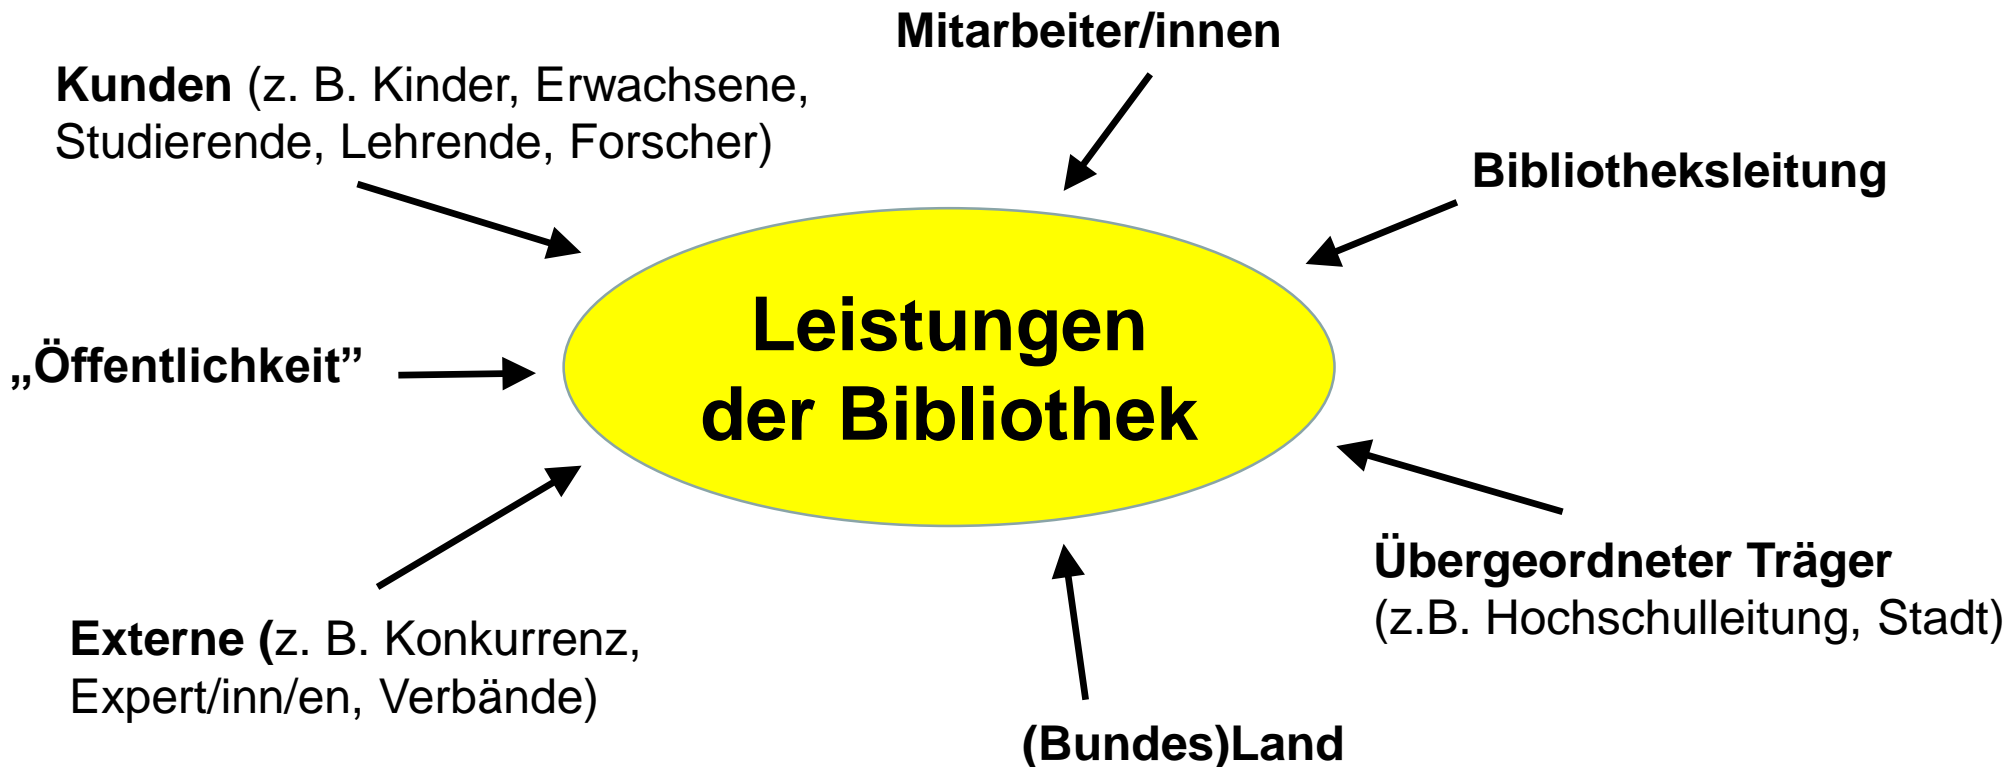 Mitarbeiter/innen
Kunden (z. B. Kinder, Erwachsene,
Studierende, Lehrende, Forscher)
Bibliotheksleitung
Leistungen
der Bibliothek
„Öffentlichkeit”
Übergeordneter Träger
(z.B. Hochschulleitung, Stadt)
Externe (z. B. Konkurrenz,
Expert/inn/en, Verbände)
(Bundes)Land